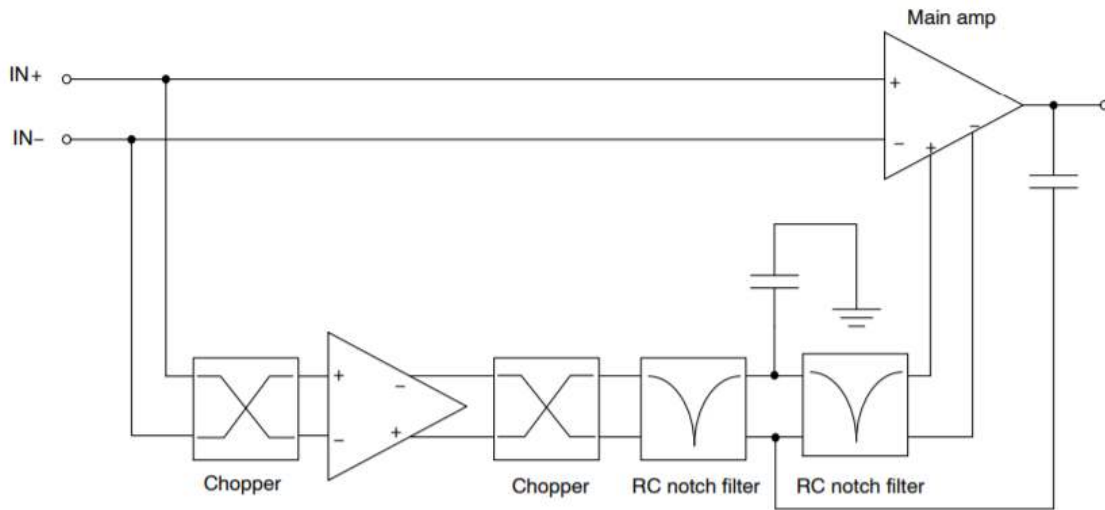 Main amp
IN+
+
IN−
−
−
+
+
−
−
+
Chopper
Chopper
RC notch filter
RC notch filter